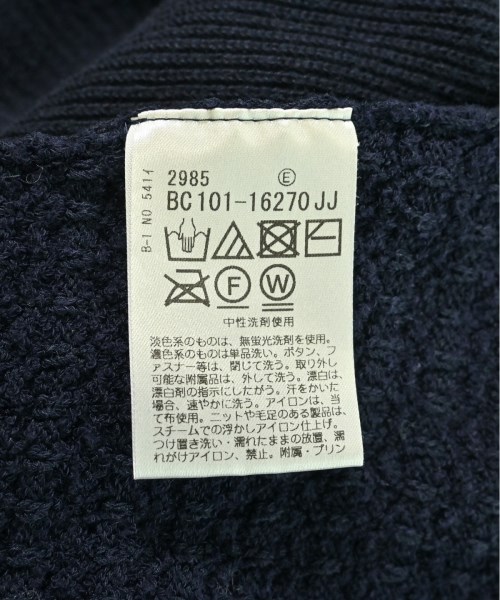 B-1 NO 5414
2985 E
BC101-16270JJ
F W
中性洗剤使用
淡色系のものは、無蛍光洗剤を使用。
濃色系のものは単品洗い。ボタン、フ
ァスナー等は、閉じて洗う。取り外し
可能な附属品は、外して洗う。漂白は、
漂白剤の指示にしたがう。汗をかいた
場合、速やかに洗う。アイロンは、当
て布使用。ニットや毛足のある製品は、
スチームでの浮かしアイロン仕上げ。
つけ置き洗い・濡れたままの放置、濡
れがけアイロン、禁止。附属・プリン